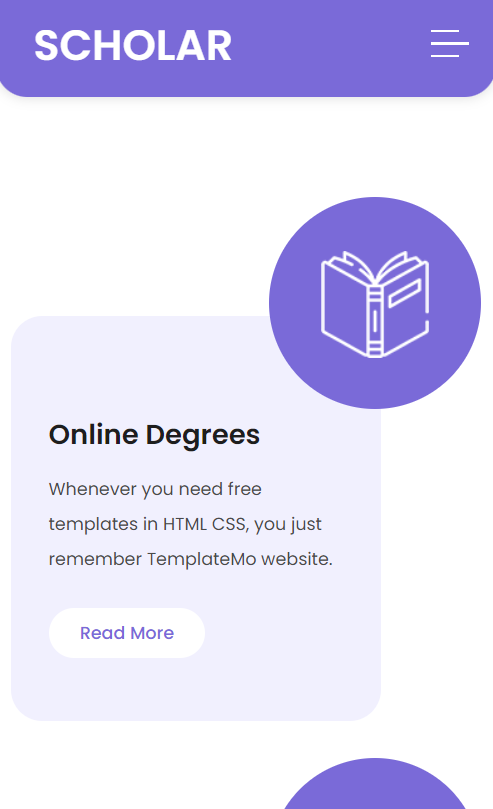 SCHOLAR
Online Degrees
Whenever you need free
templates in HTML CSS, you just
remember TemplateMo website.
Read More